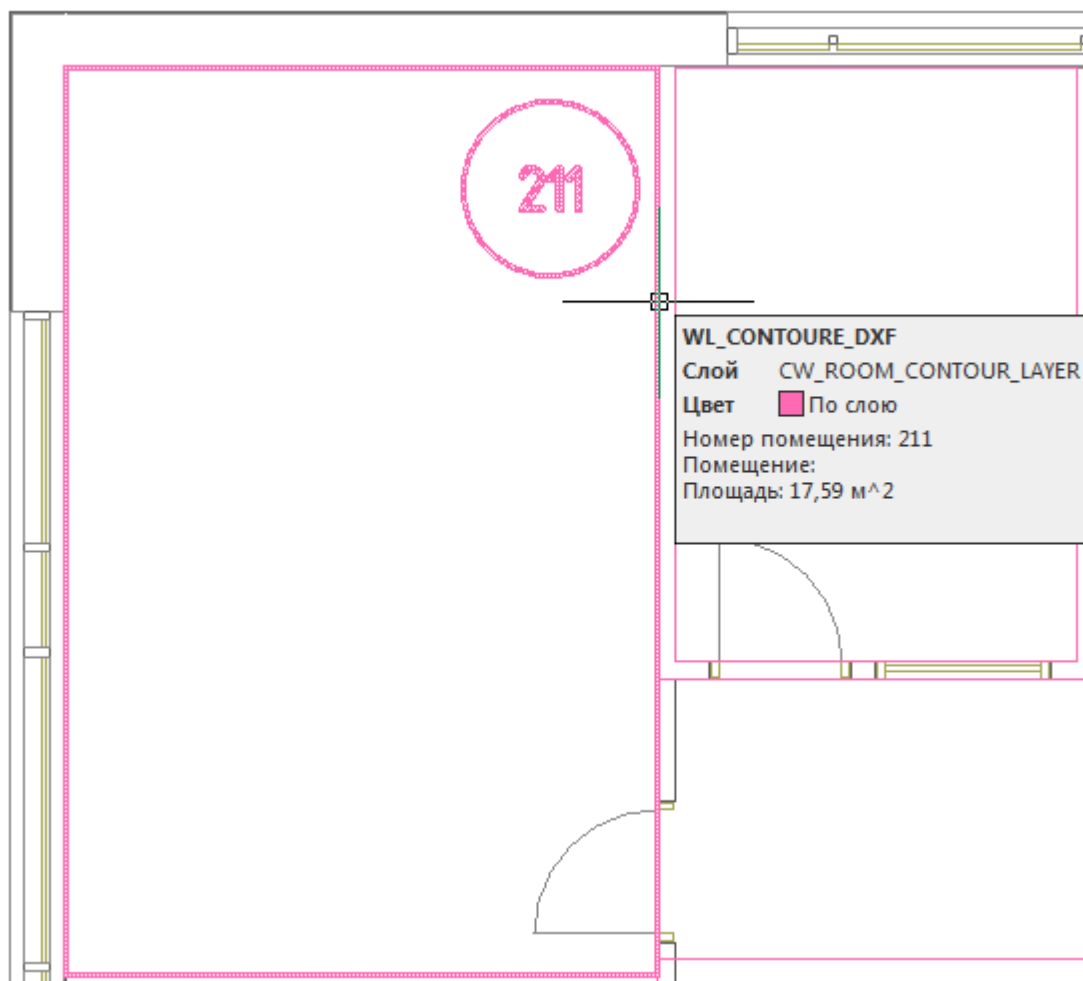 211
WL_CONTOURE_DXF
Слой CW_ROOM_CONTOUR_LAYER
Цвет По слою
Номер помещения: 211
Помещение:
Площадь: 17,59 м^2